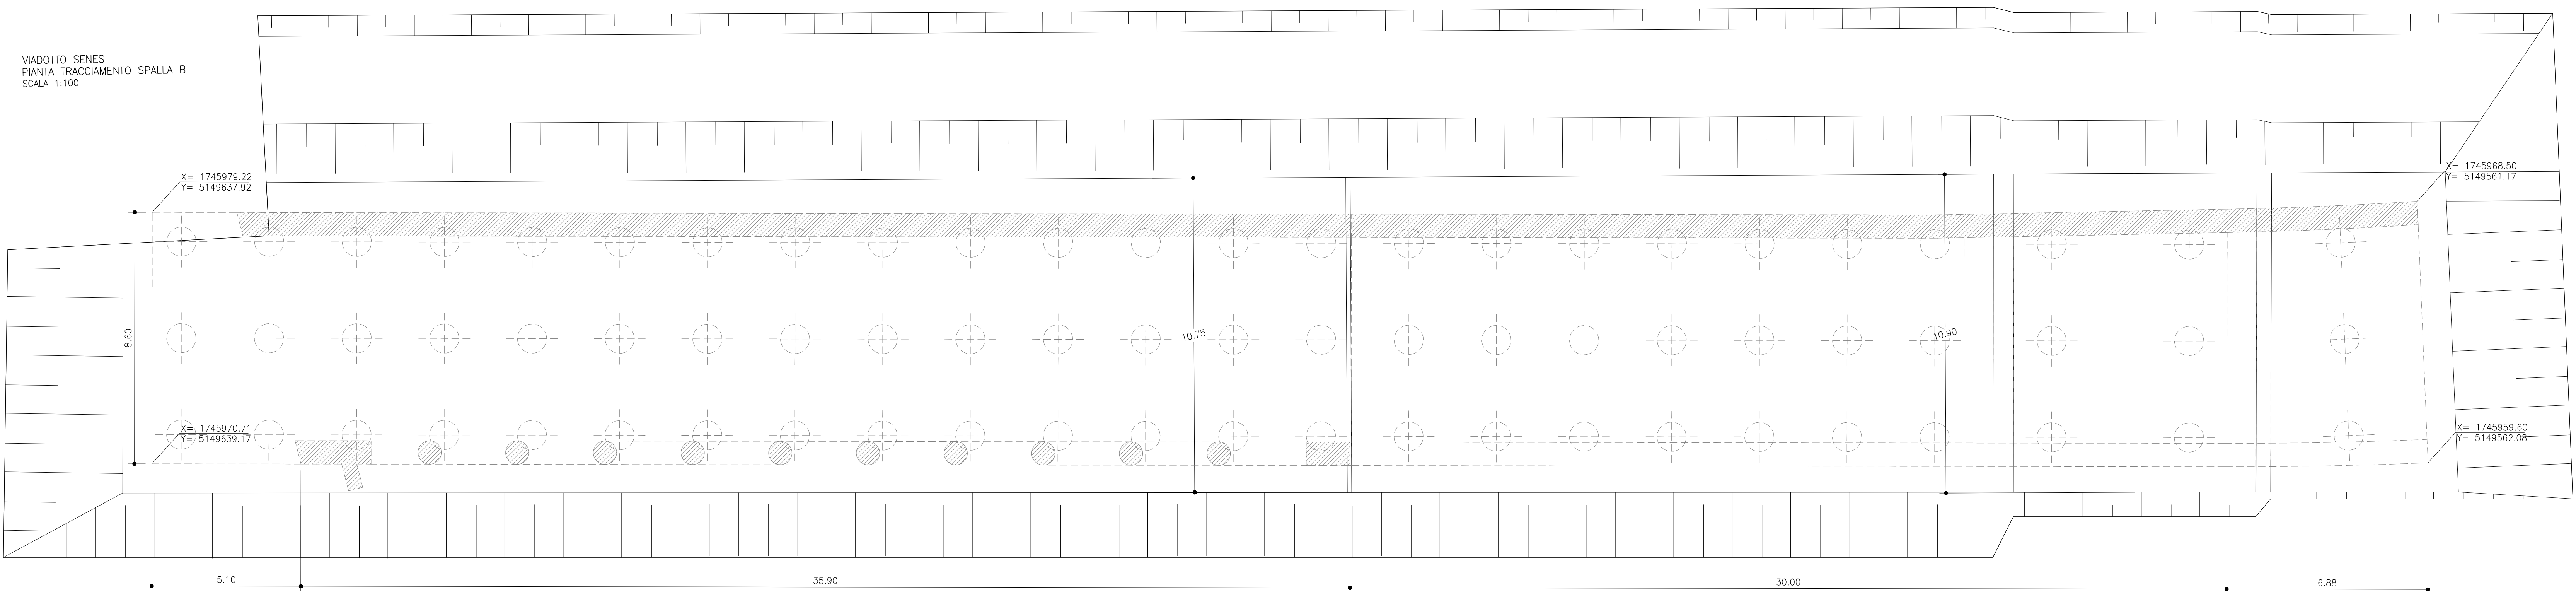 VIADOTTO SENES
PIANTA TRACCIAMENTO SPALLA B
SCALA 1:100
X= 1745979.22
Y= 5149637.92
X= 1745968.50
Y= 5149561.17
8.60
10.75
10.90
X= 1745970.71
Y= 5149639.17
X= 1745959.60
Y= 5149562.08
5.10
35.90
30.00
6.88